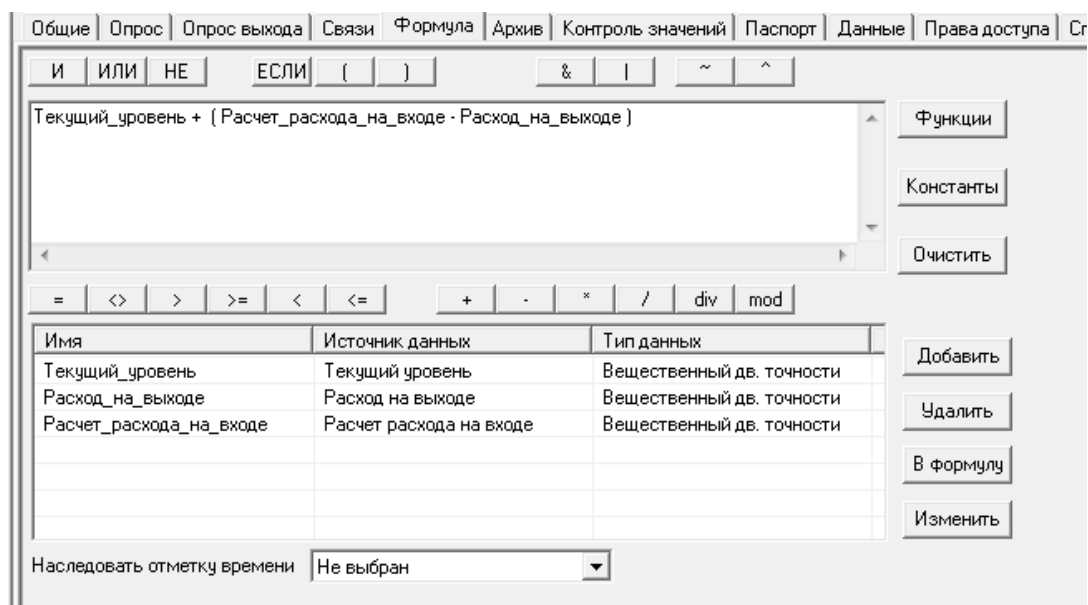 Общие Опрос Опрос выхода Связи Формула Архив Контроль значений Паспорт Данные Права доступа
И ИЛИ НЕ ЕСЛИ ( ) & | ~ ^
Текущий_уровень + ( Расчет_расхода_на_входе - Расход_на_выходе )
Функции
Константы
Очистить
= <> > >= < <= + - * / div mod
Имя Источник данных Тип данных
Текущий_уровень Текущий уровень Вещественный дв. точности
Расход_на_выходе Расход на выходе Вещественный дв. точности
Расчет_расхода_на_входе Расчет расхода на входе Вещественный дв. точности
Добавить
Удалить
В формулу
Изменить
Наследовать отметку времени Не выбран